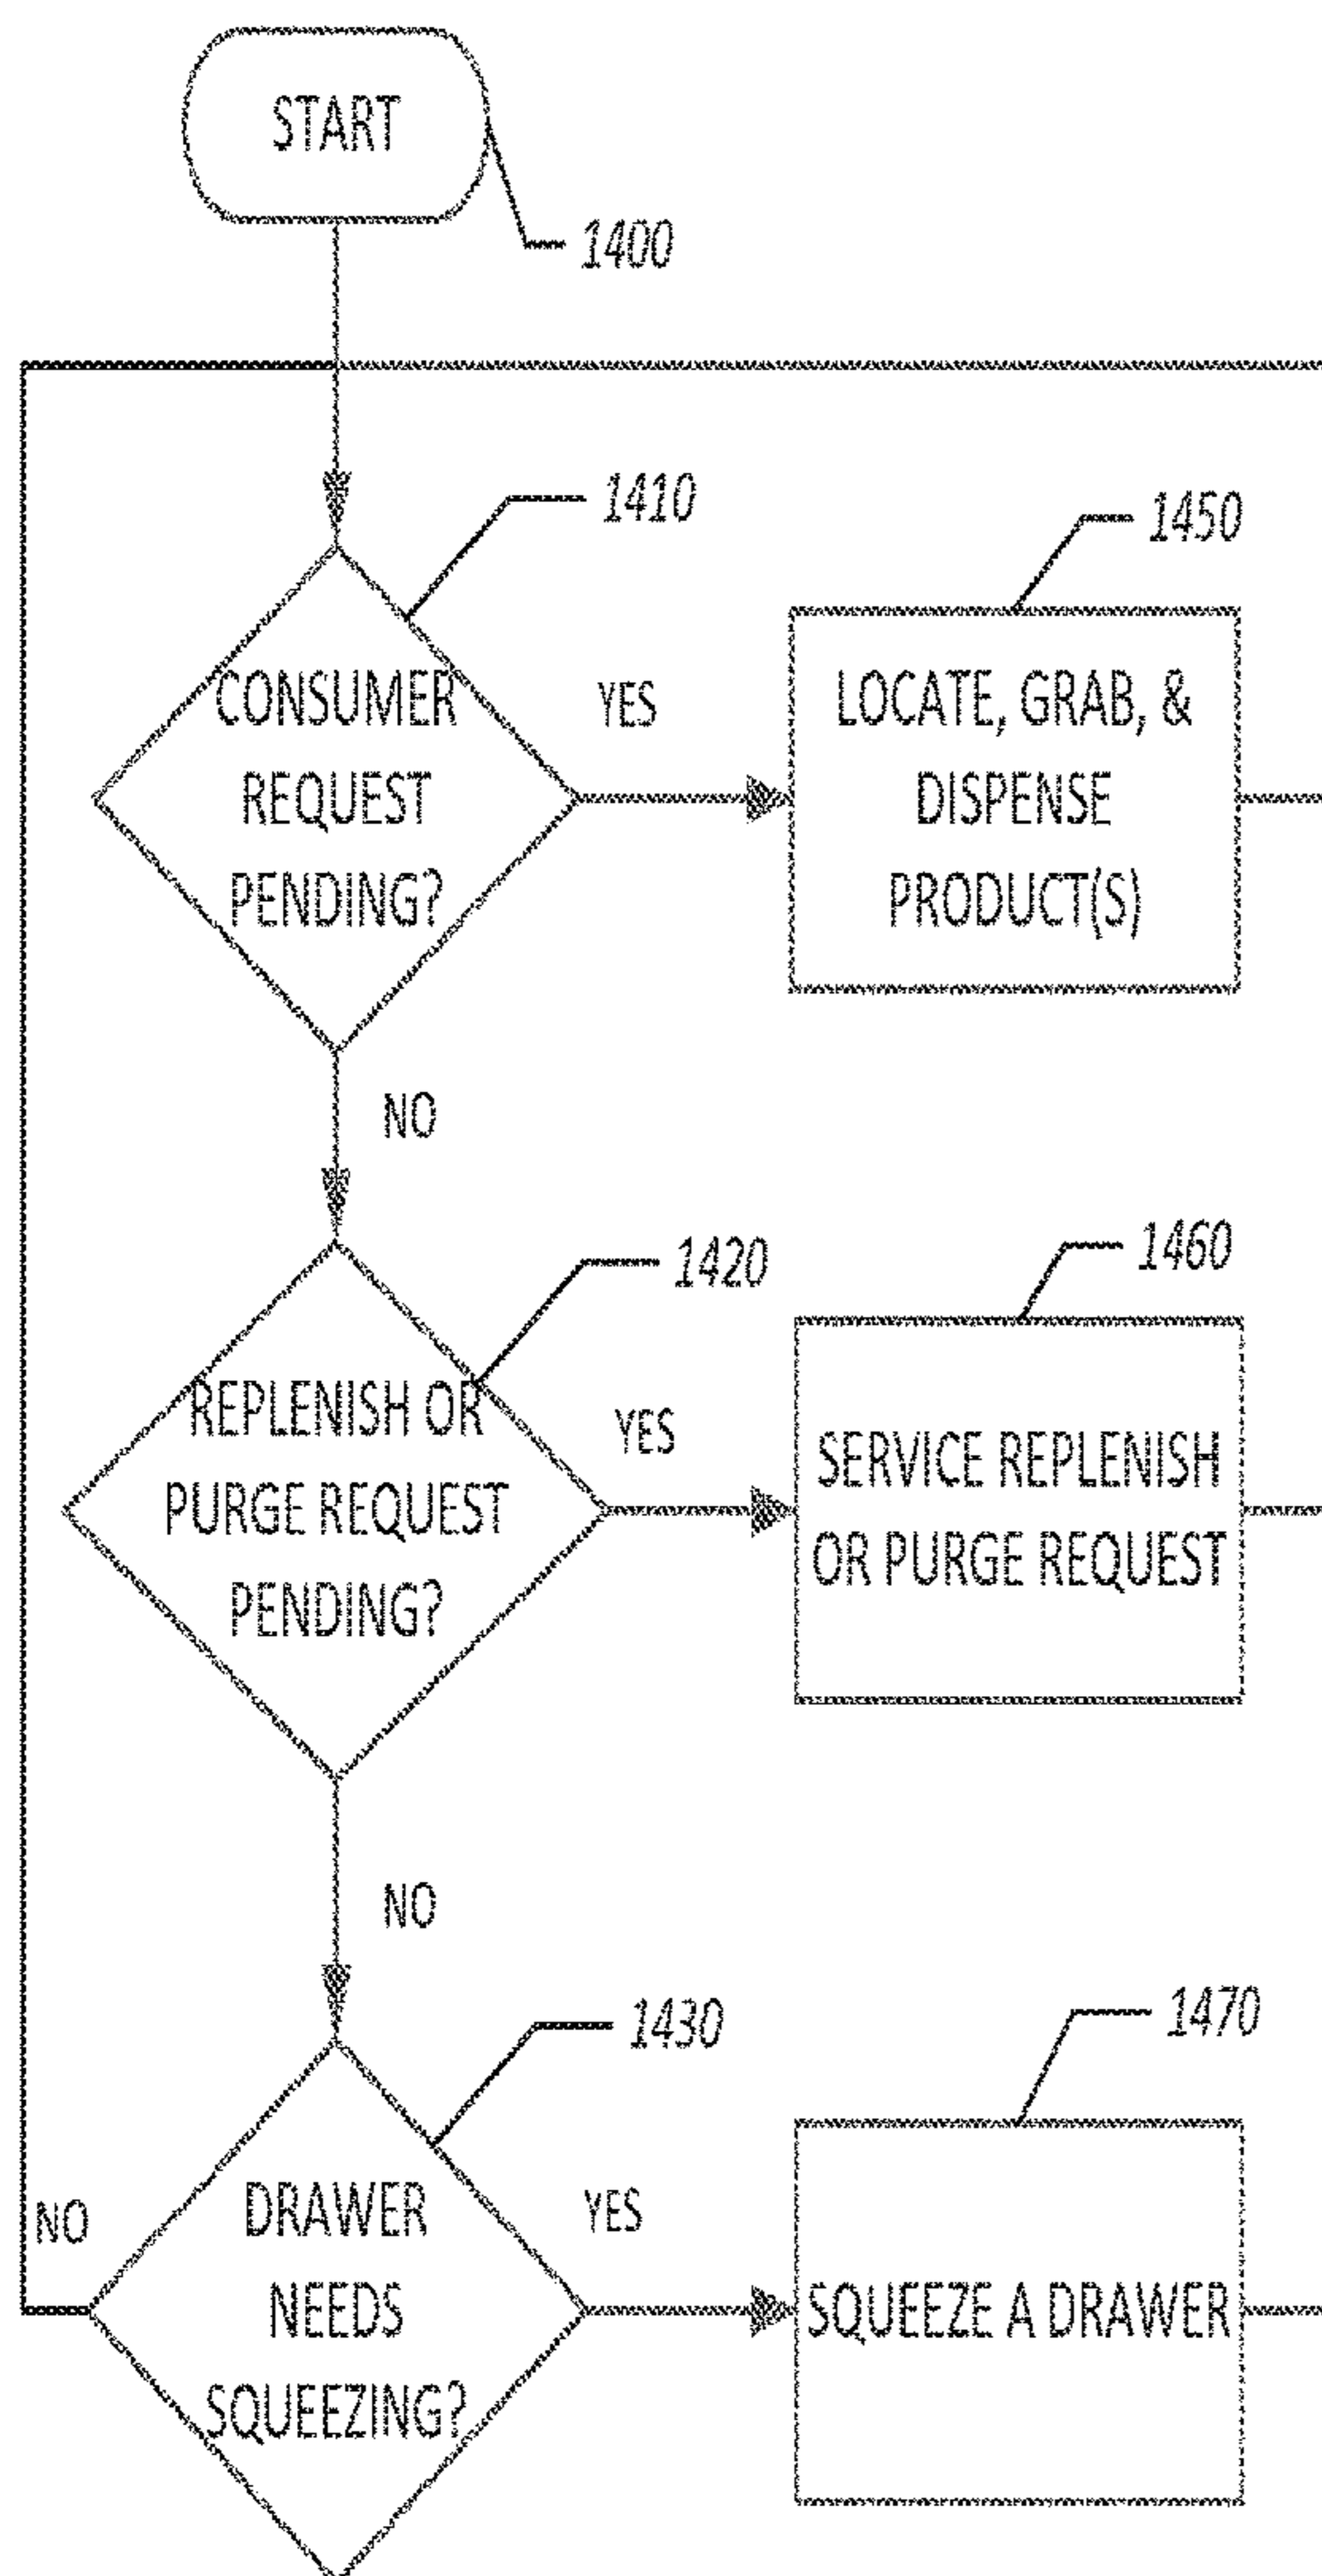 START
1400
1410
1450
CONSUMER
REQUEST
PENDING?
YES
LOCATE, GRAB, &
DISPENSE
PRODUCT(S)
NO
1420
1460
REPLENISH OR
PURGE REQUEST
PENDING?
YES
SERVICE REPLENISH
OR PURGE REQUEST
NO
1430
1470
NO
DRAWER
NEEDS
SQUEEZING?
YES
SQUEEZE A DRAWER